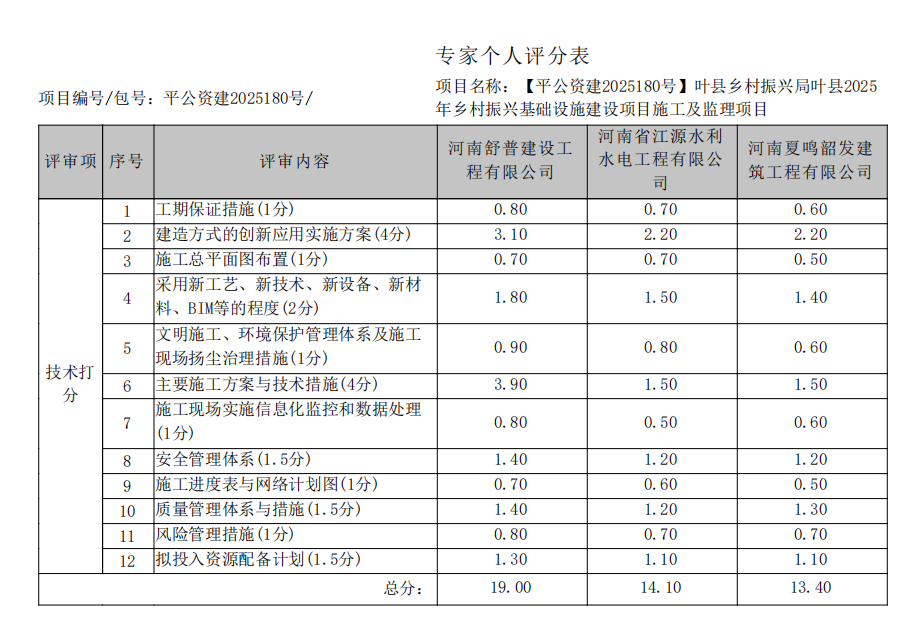 专家个人评分表
项目编号/包号: 平公资建2025180号/
项目名称: 【平公资建2025180号】叶县乡村振兴局叶县2025
年乡村振兴基础设施建设项目施工及监理项目
评审项 序号 评审内容 河南舒普建设工
程有限公司 河南省江源水利
水电工程有限公
司 河南夏鸣韶发建
筑工程有限公司
技术打
分
1 工期保证措施(1分) 0.80 0.70 0.60
2 建造方式的创新应用实施方案(4分) 3.10 2.20 2.20
3 施工总平面图布置(1分) 0.70 0.70 0.50
4 采用新工艺、新技术、新设备、新材
料、BIM等的程度(2分) 1.80 1.50 1.40
5 文明施工、环境保护管理体系及施工
现场扬尘治理措施(1分) 0.90 0.80 0.60
6 主要施工方案与技术措施(4分) 3.90 1.50 1.50
7 施工现场实施信息化监控和数据处理
(1分) 0.80 0.50 0.60
8 安全管理体系(1.5分) 1.40 1.20 1.20
9 施工进度表与网络计划图(1分) 0.70 0.60 0.50
10 质量管理体系与措施(1.5分) 1.40 1.20 1.30
11 风险管理措施(1分) 0.80 0.70 0.70
12 拟投入资源配备计划(1.5分) 1.30 1.10 1.10
总分: 19.00 14.10 13.40